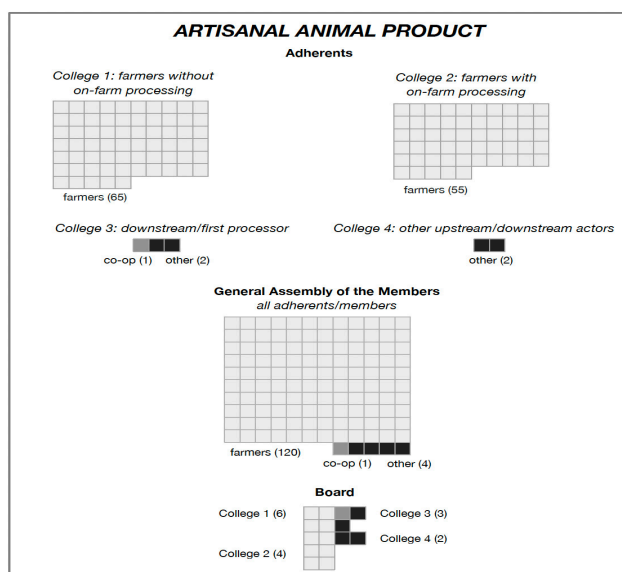 ARTISANAL ANIMAL PRODUCT
Adherents
College 1: farmers without
on-farm processing
farmers (65)
College 2: farmers with
on-farm processing
farmers (55)
College 3: downstream/first processor
co-op (1) other (2)
College 4: other upstream/downstream actors
other (2)
General Assembly of the Members
all adherents/members
farmers (120)
co-op (1) other (4)
Board
College 1 (6)
College 3 (3)
College 4 (2)
College 2 (4)